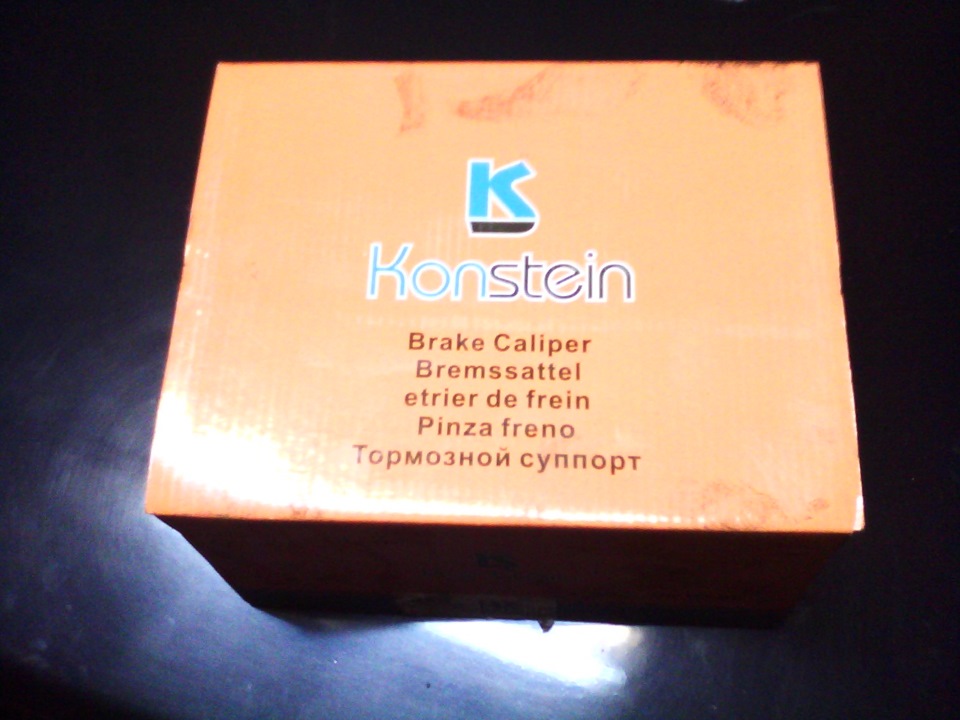 K
Konstein
Brake Caliper
Bremssattel
etrier de frein
Pinza freno
Тормозной суппорт